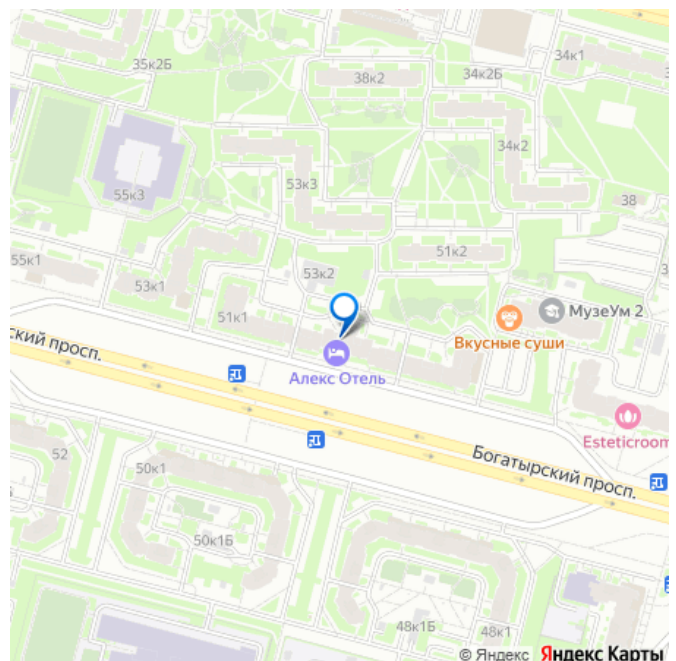 34к1
35к2Б
38к2
34к2Б
34к2
53к3
55к3
38
51к2
55к1
53к2
53к1
51к1
МузеУм 2
Вкусные суши
ский просп.
Алекс Отель
Esteticroom
Богатырский просп.
52
50к1
50к1Б
48к1Б
48к1
© Яндекс Яндекс Карты